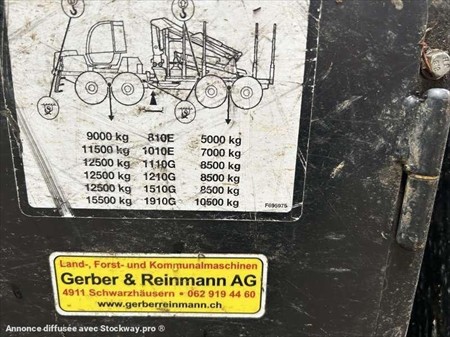 9000 kg 810E 5000 kg
11500 kg 1010E 7000 kg
12500 kg 1110G 8500 kg
12500 kg 1210G 8500 kg
12500 kg 1510G 8500 kg
15500 kg 1910G 10500 kg
F695975
Land-, Forst- und Kommunalmaschinen
Gerber & Reinmann AG
4911 Schwarzhäusern • 062 919 44 60
www.gerberreinmann.ch
Annonce diffusée avec Stockway.pro ®